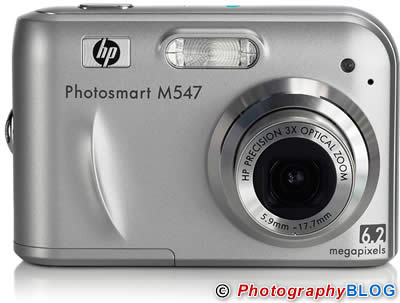 hp
Photosmart M547
HP PRECISION 3X OPTICAL ZOOM
5.9mm -17.7mm
6.2
megapixels
© PhotographyBLOG